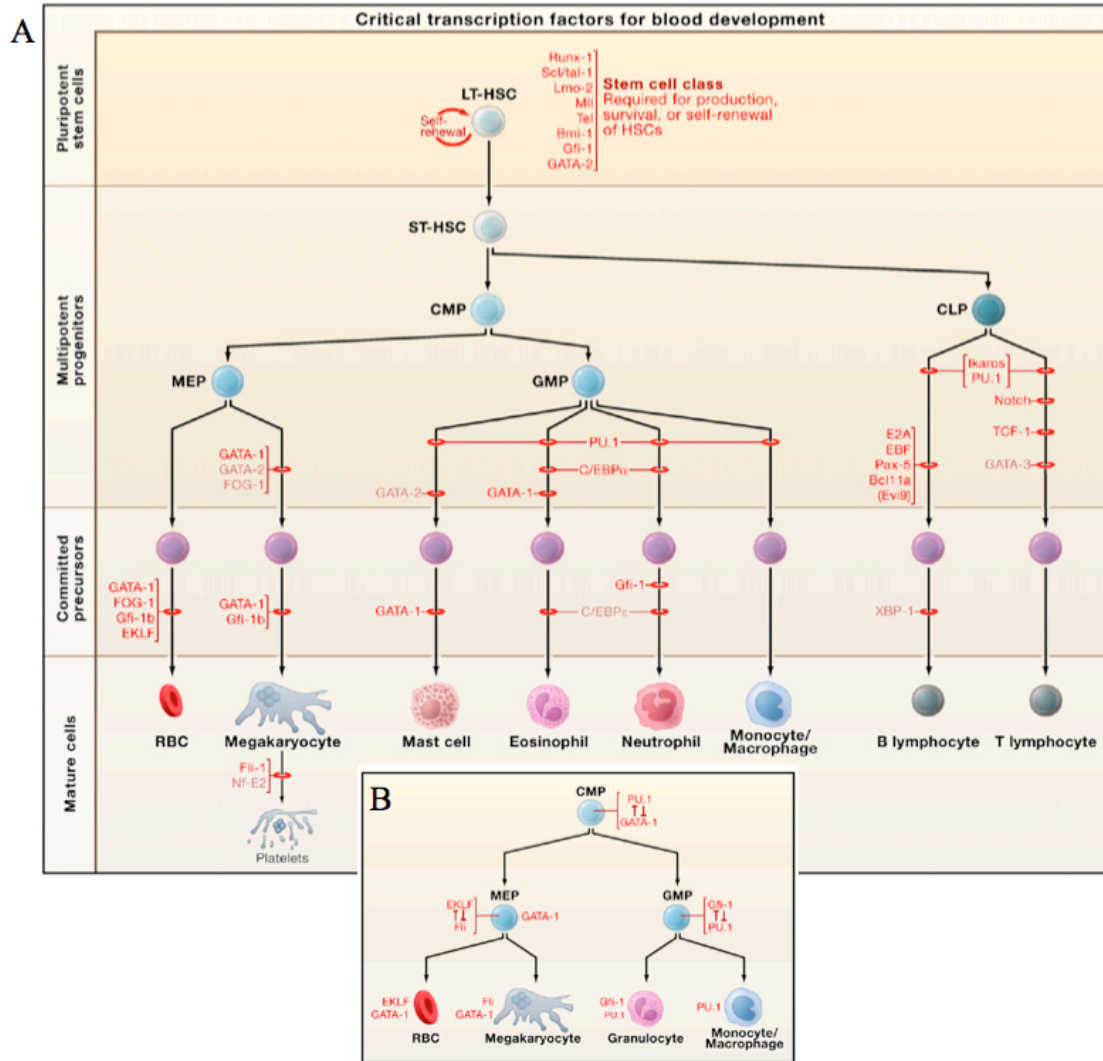 A
Critical transcription factors for blood development
Pluripotent
stem cells
LT-HSC
Self-
renewal
Runx-1
Scl/tal-1
Lmo-2
Mll
Tel
Bmi-1
Gfi-1
GATA-2
Stem cell class
Required for production,
survival, or self-renewal
of HSCs
Multipotent
progenitors
ST-HSC
CMP
CLP
MEP
GMP
Ikaros
PU.1
Notch
TCF-1
GATA-3
E2A
EBF
Pax-5
Bcl11a
(Evi9)
GATA-1
GATA-2
FOG-1
PU.1
C/EBPα
GATA-2
GATA-1
Committed
precursors
GATA-1
FOG-1
Gfi-1b
EKLF
GATA-1
Gfi-1b
GATA-1
Gfi-1
C/EBPε
XBP-1
Mature cells
RBC
Megakaryocyte
Mast cell
Eosinophil
Neutrophil
Monocyte/
Macrophage
B lymphocyte
T lymphocyte
Fli-1
Nf-E2
Platelets
B
CMP
PU.1
GATA-1
MEP
EKLF
Fli
GATA-1
GMP
Gfi-1
PU.1
EKLF
GATA-1
RBC
Fli
GATA-1
Megakaryocyte
Gfi-1
PU.1
Granulocyte
PU.1
Monocyte/
Macrophage